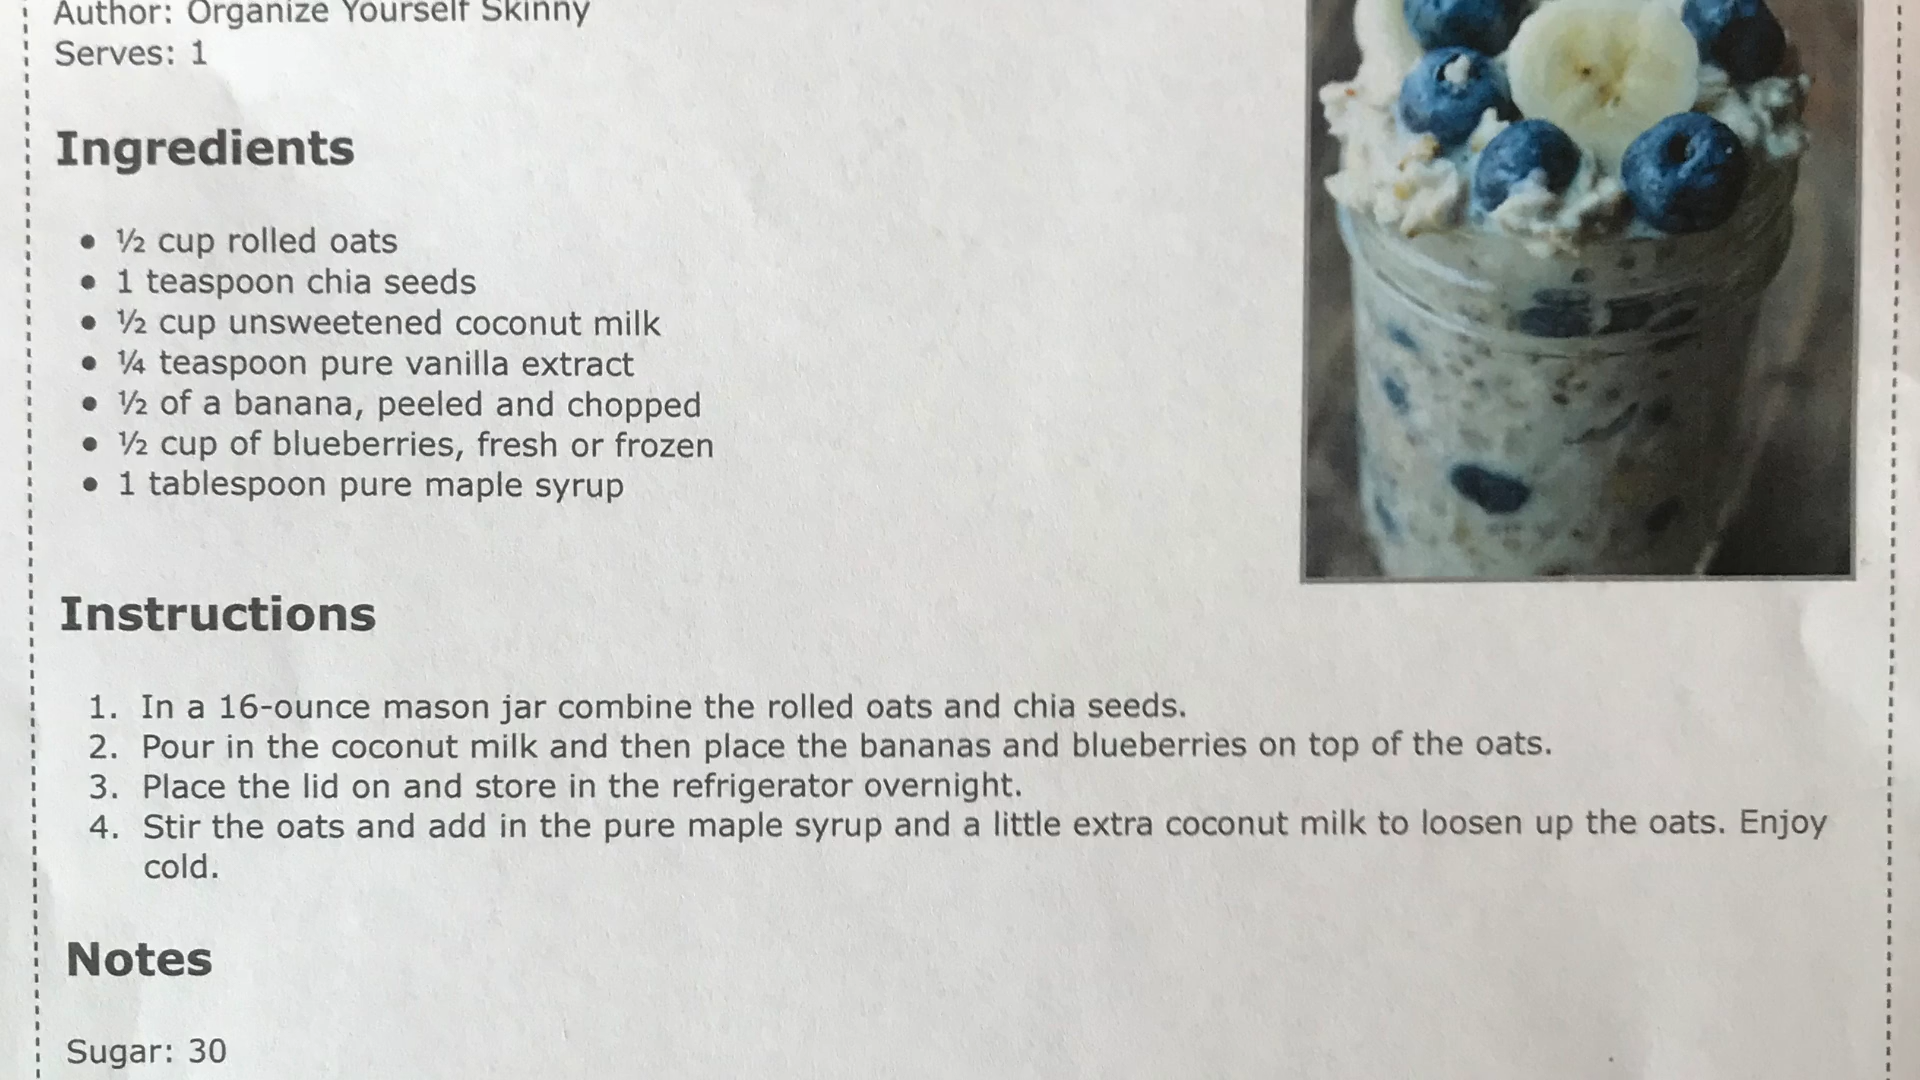 Author: Organize Yourself Skinny
Serves: 1
Ingredients
• ½ cup rolled oats
• 1 teaspoon chia seeds
• ½ cup unsweetened coconut milk
• ¼ teaspoon pure vanilla extract
• ½ of a banana, peeled and chopped
• ½ cup of blueberries, fresh or frozen
• 1 tablespoon pure maple syrup
Instructions
1. In a 16-ounce mason jar combine the rolled oats and chia seeds.
2. Pour in the coconut milk and then place the bananas and blueberries on top of the oats.
3. Place the lid on and store in the refrigerator overnight.
4. Stir the oats and add in the pure maple syrup and a little extra coconut milk to loosen up the oats. Enjoy
cold.
Notes
Sugar: 30